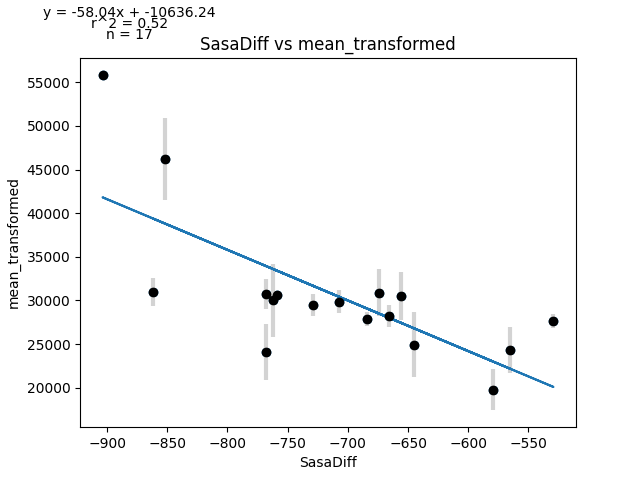 y = -58.04x + -10636.24
r^2 = 0.52
n = 17
SasaDiff vs mean_transformed
mean_transformed
55000
50000
45000
40000
35000
30000
25000
20000
−900 −850 −800 −750 −700 −650 −600 −550
SasaDiff